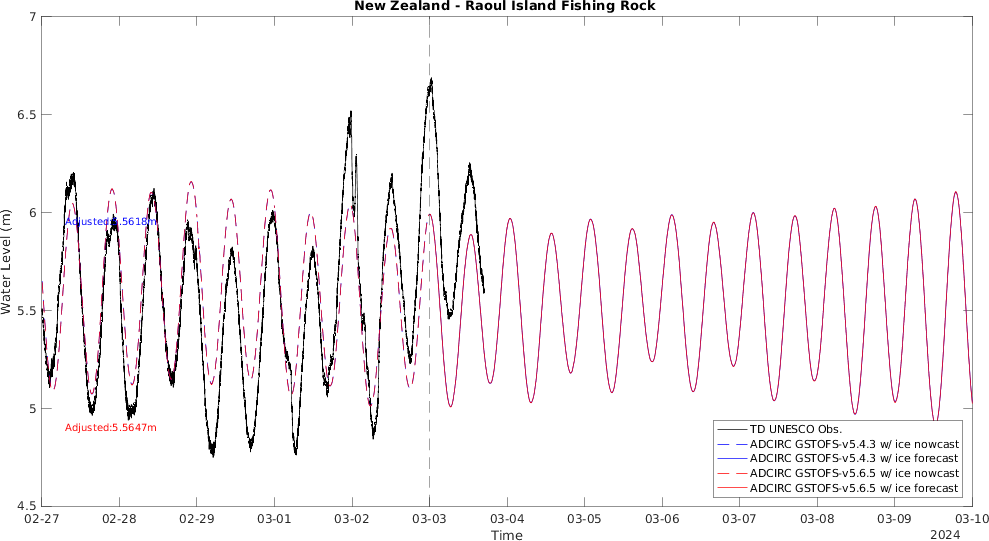 New Zealand - Raoul Island Fishing Rock
Water Level (m)
7
6.5
6
5.5
5
4.5
Adjusted:5.5618m
Adjusted:5.5647m
TD UNESCO Obs.
ADCIRC GSTOFS-v5.4.3 w/ ice nowcast
ADCIRC GSTOFS-v5.4.3 w/ ice forecast
ADCIRC GSTOFS-v5.6.5 w/ ice nowcast
ADCIRC GSTOFS-v5.6.5 w/ ice forecast
02-27 02-28 02-29 03-01 03-02 03-03 03-04 03-05 03-06 03-07 03-08 03-09 03-10
Time
2024